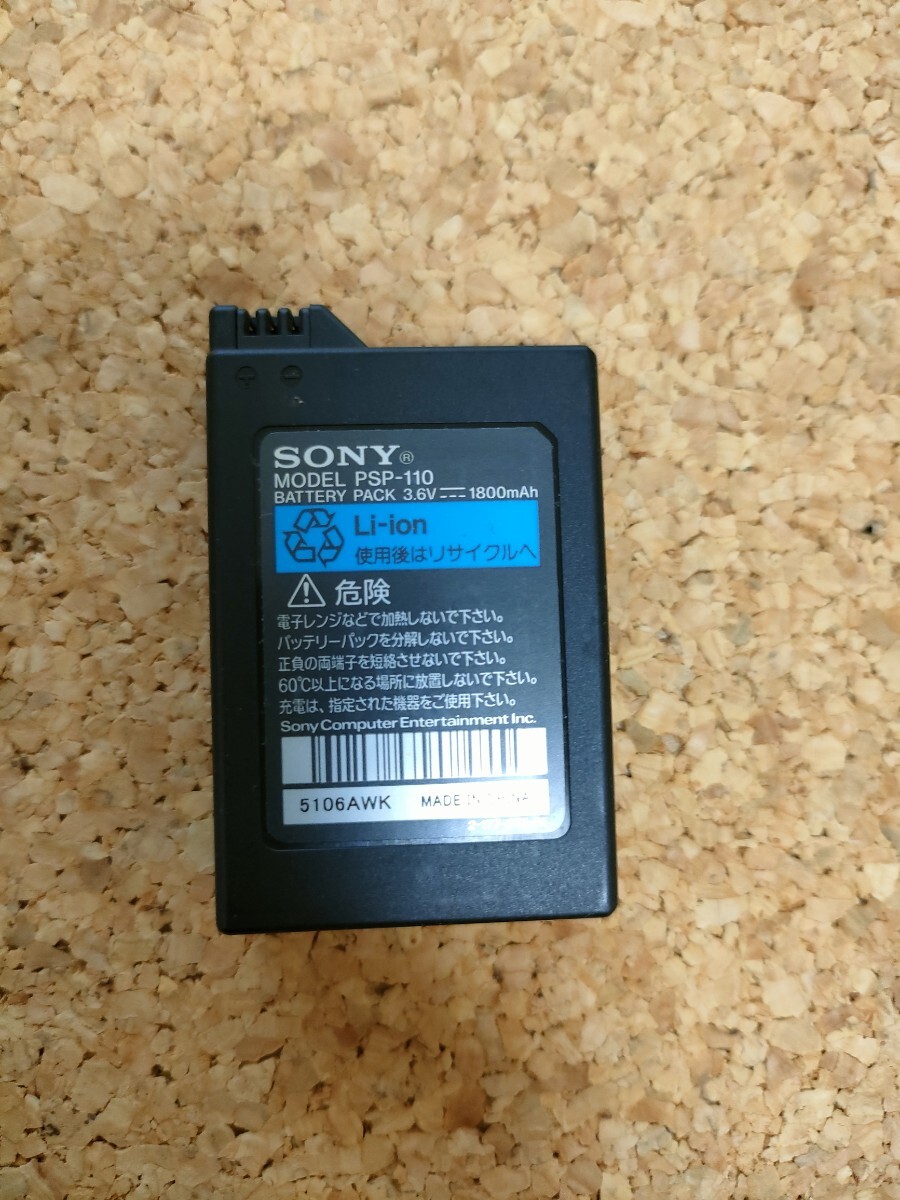 SONY®
MODEL PSP-110
BATTERY PACK 3.6V ⎓ 1800mAh
Li-ion
使用後はリサイクルへ
危険
電子レンジなどで加熱しないで下さい。
バッテリーパックを分解しないで下さい。
正負の両端子を短絡させないで下さい。
60℃以上になる場所に放置しないで下さい。
充電は、指定された機器をご使用下さい。
Sony Computer Entertainment Inc.
5106AWK MADE IN CHINA